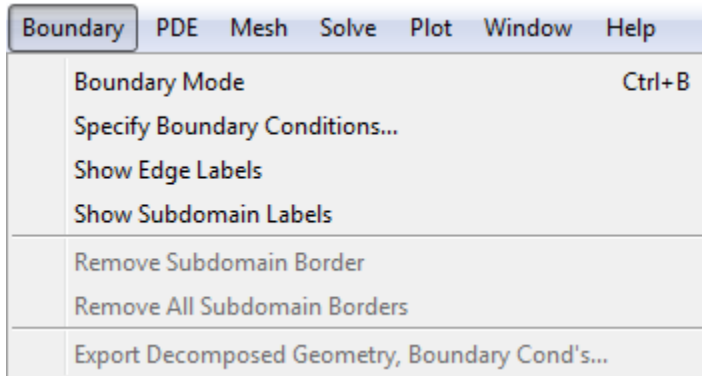 Boundary PDE Mesh Solve Plot Window Help
Boundary Mode Ctrl+B
Specify Boundary Conditions...
Show Edge Labels
Show Subdomain Labels
Remove Subdomain Border
Remove All Subdomain Borders
Export Decomposed Geometry, Boundary Cond's...